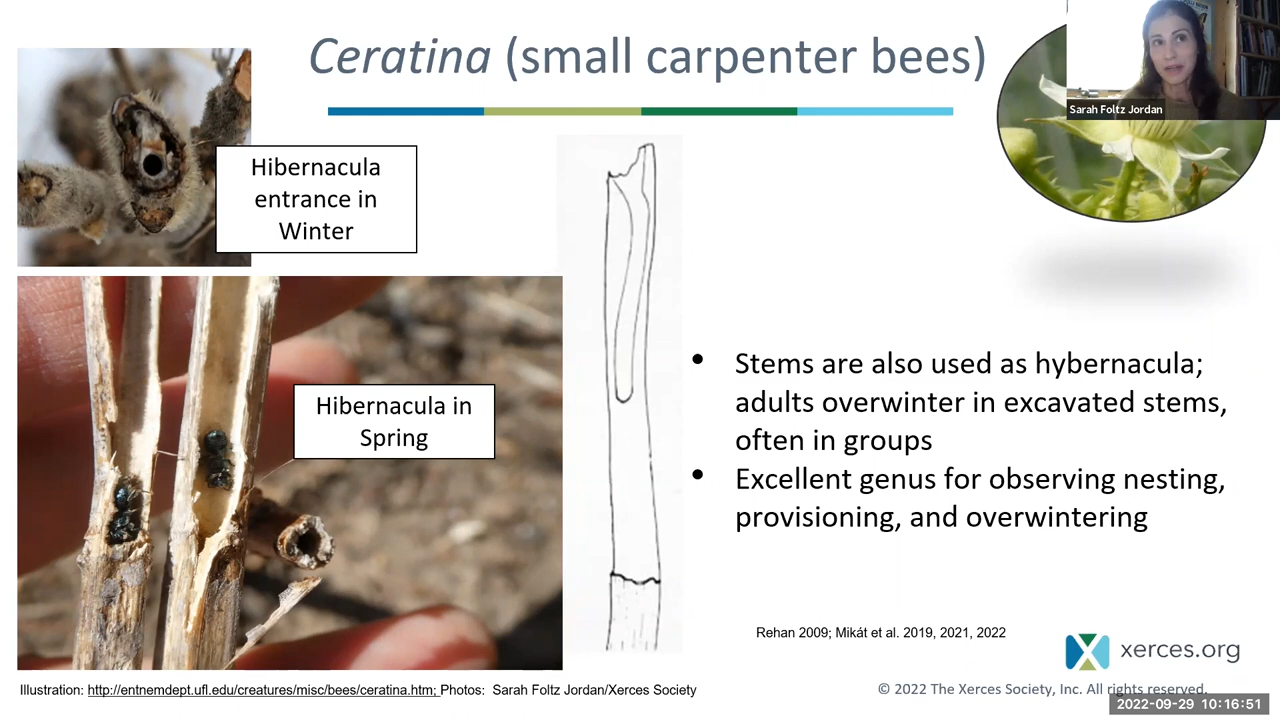 Ceratina (small carpenter bees)
Sarah Foltz Jordan
Hibernacula
entrance in
Winter
Hibernacula in
Spring
• Stems are also used as hybernacula;
adults overwinter in excavated stems,
often in groups
• Excellent genus for observing nesting,
provisioning, and overwintering
Rehan 2009; Mikát et al. 2019, 2021, 2022
xerces.org
Illustration: http://entnemdept.ufl.edu/creatures/misc/bees/ceratina.htm; Photos: Sarah Foltz Jordan/Xerces Society
© 2022 The Xerces Society, Inc. All rights reserved.
2022-09-29 10:16:51